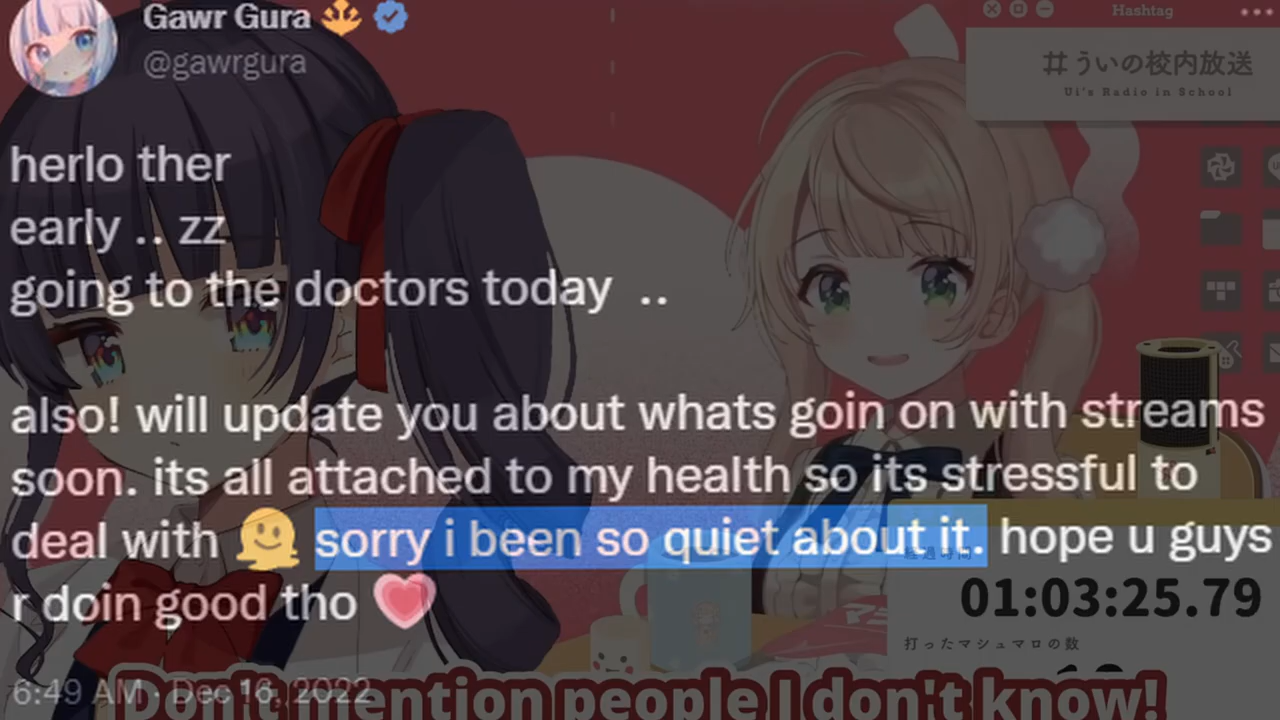 Gawr Gura
@gawrgura
herlo ther
early .. zz
going to the doctors today ..
also! will update you about whats goin on with streams
soon. its all attached to my health so its stressful to
deal with 🫠 sorry i been so quiet about it. hope u guys
r doin good tho 💗
6:49 AM · Dec 16, 2022
Hashtag
#ういの校内放送
Ui's Radio in School
経過時間
01:03:25.79
打ったマシュマロの数
Don't mention people I don't know!